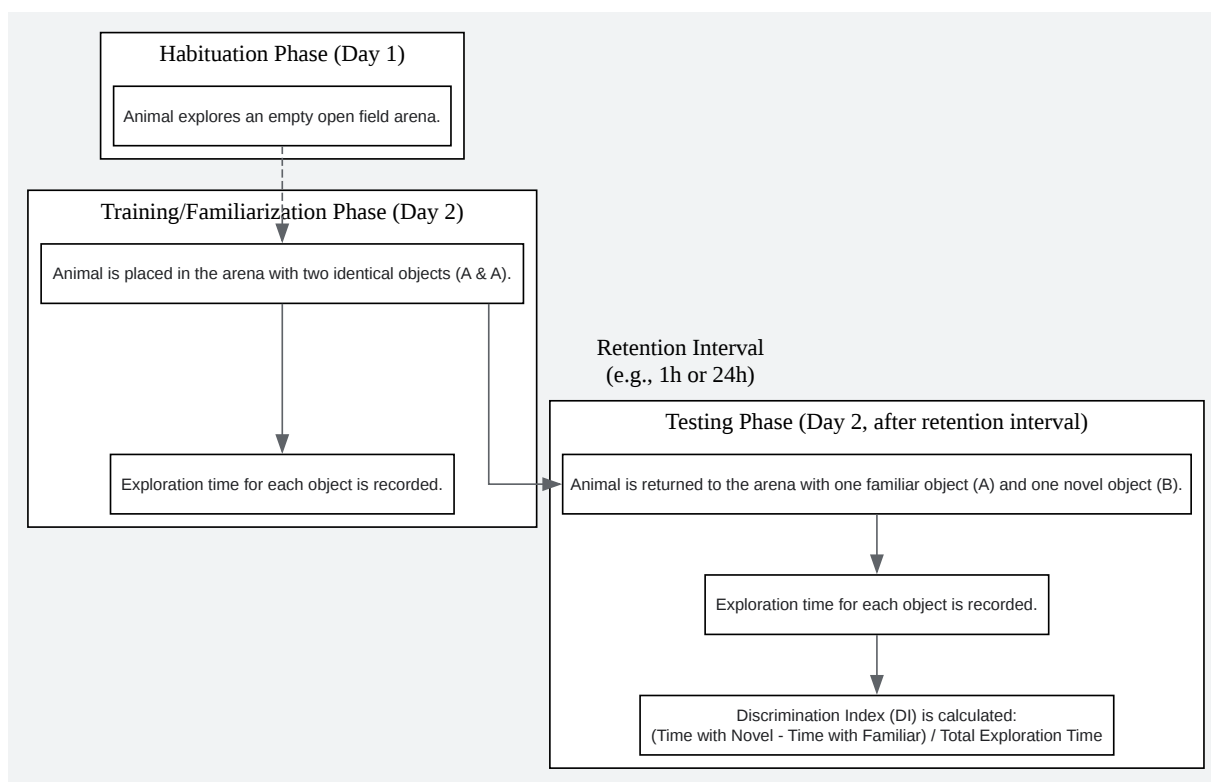 Habituation Phase (Day 1)
Animal explores an empty open field arena.
Training/Familiarization Phase (Day 2)
Animal is placed in the arena with two identical objects (A & A).
Exploration time for each object is recorded.
Retention Interval
(e.g., 1h or 24h)
Testing Phase (Day 2, after retention interval)
Animal is returned to the arena with one familiar object (A) and one novel object (B).
Exploration time for each object is recorded.
Discrimination Index (DI) is calculated:
(Time with Novel - Time with Familiar) / Total Exploration Time